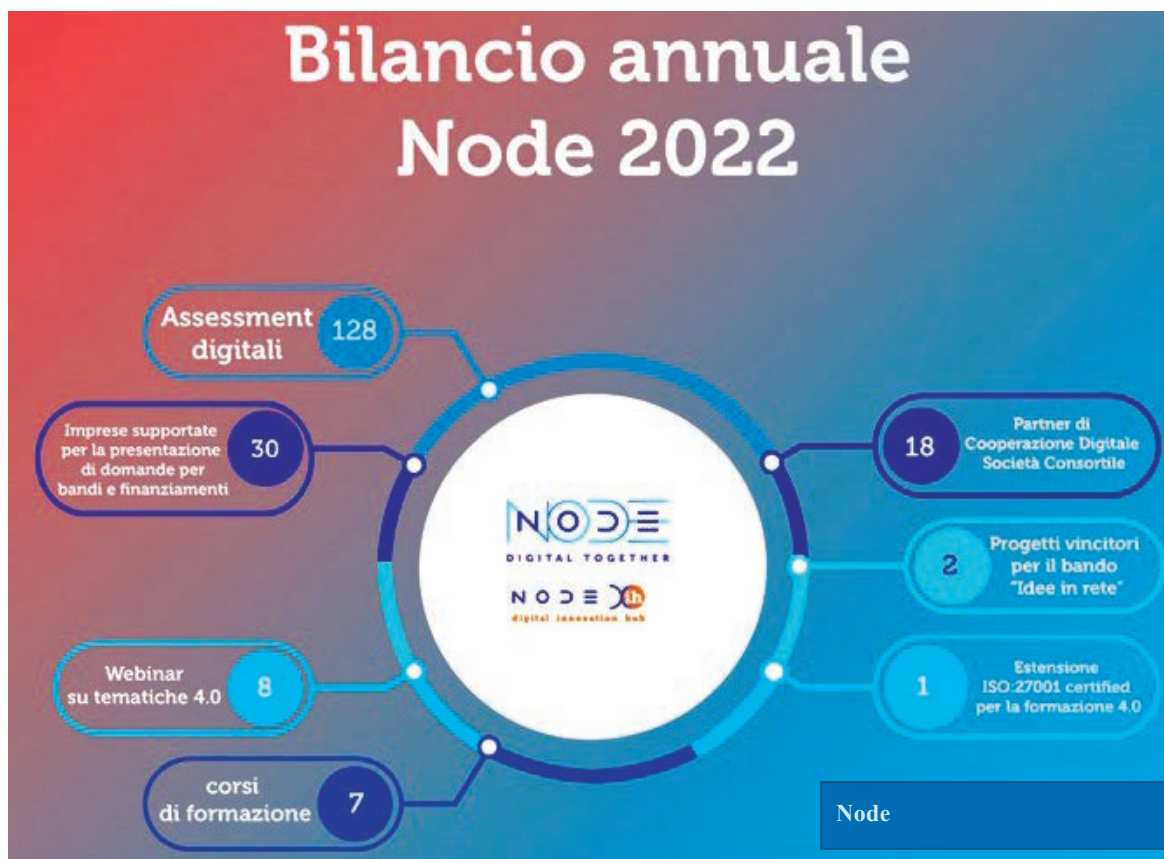 Bilancio annuale
Node 2022
Assessment
digitali
128
Imprese supportate
per la presentazione
di domande per
bandi e finanziamenti
30
Webinar
su tematiche 4.0
8
corsi
di formazione
7
NODE
DIGITAL TOGETHER
NODE
ih
digital innovation hub
18
Partner di
Cooperazione Digitale
Società Consortile
2
Progetti vincitori
per il bando
"Idee in rete"
1
Estensione
ISO:27001 certified
per la formazione 4.0
Node